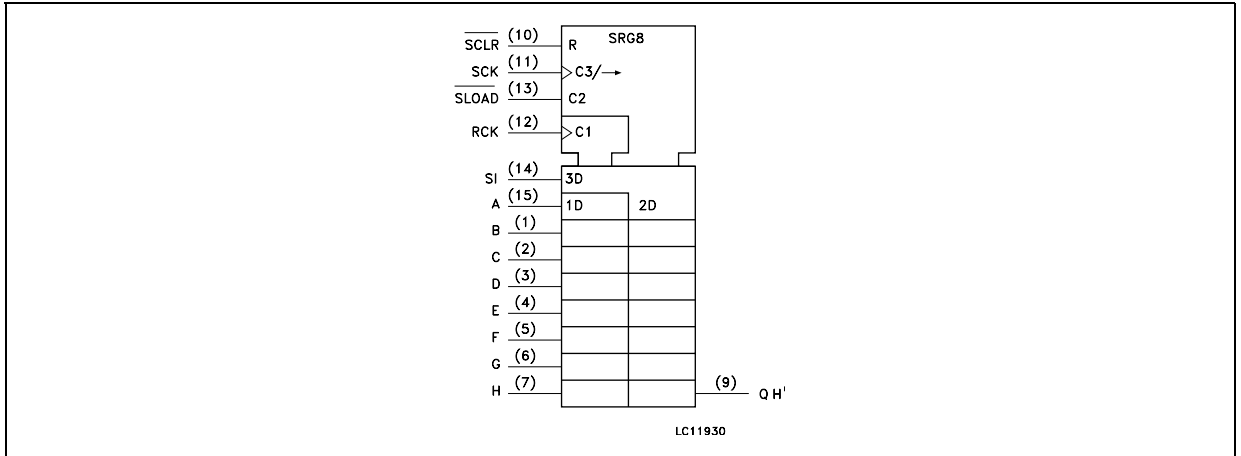 SRG8
SCLR (10) R
SCK (11) C3/→
SLOAD (13) C2
RCK (12) C1
SI (14) 3D
A (15) 1D 2D
B (1)
C (2)
D (3)
E (4)
F (5)
G (6)
H (7) (9) QH'
LC11930